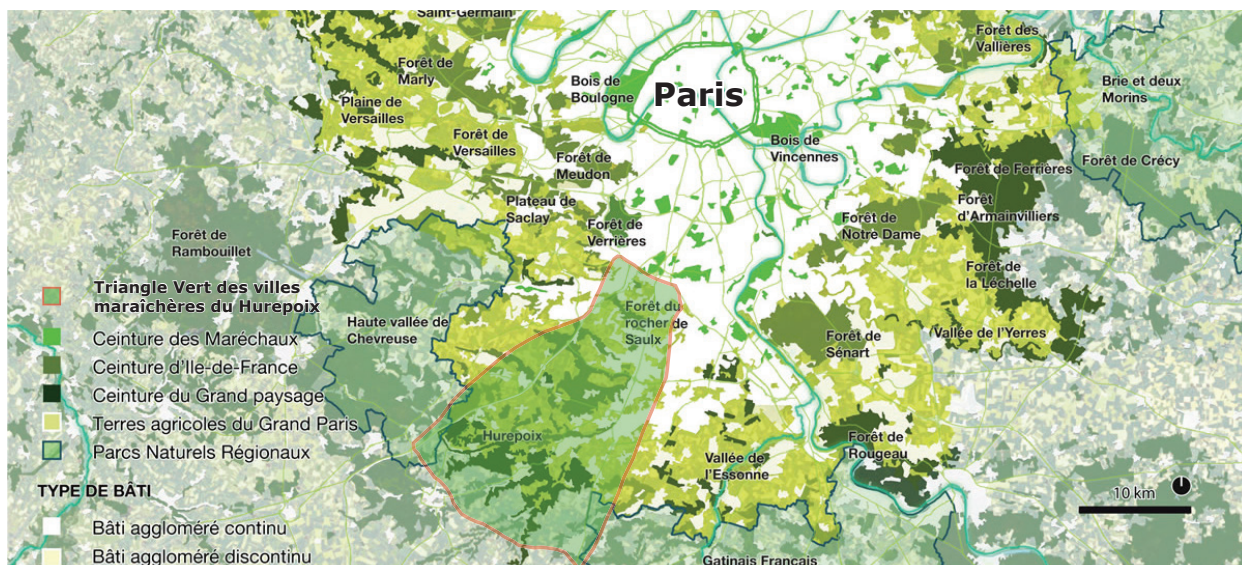 Saint-Germain
Forêt des
Vallières
Forêt de
Marly
Bois de
Boulogne
Paris
Brie et deux
Morins
Plaine de
Versailles
Forêt de
Versailles
Bois de
Vincennes
Forêt de
Meudon
Forêt de Crécy
Forêt de Ferrières
Plateau de
Saclay
Forêt
d'Armainvilliers
Forêt de
Verrières
Forêt de
Notre Dame
Forêt de
Rambouillet
Forêt de
la Léchelle
Triangle Vert des villes
maraîchères du Hurepoix
Ceinture des Maréchaux
Ceinture d'Ile-de-France
Ceinture du Grand paysage
Terres agricoles du Grand Paris
Parcs Naturels Régionaux
TYPE DE BÂTI
Bâti aggloméré continu
Bâti aggloméré discontinu
Haute vallée de
Chevreuse
Forêt du
rocher de
Saulx
Forêt de
Sénart
Vallée de l'Yerres
Hurepoix
Vallée de
l'Essonne
Forêt de
Rougeau
10 km
Gatinais Français